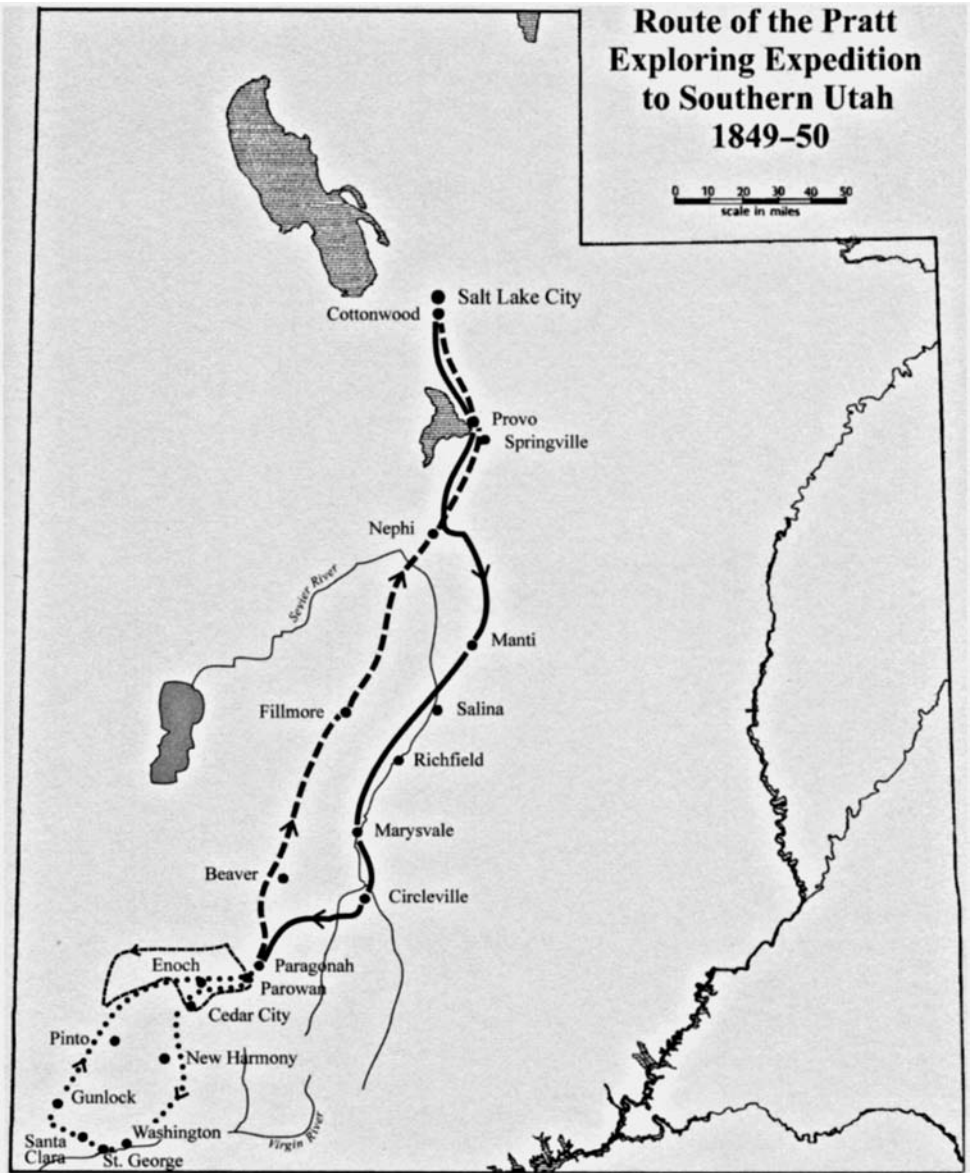 Route of the Pratt
Exploring Expedition
to Southern Utah
1849–50
0 10 20 30 40 50
scale in miles
Salt Lake City
Cottonwood
Provo
Springville
Nephi
Sevier River
Manti
Fillmore
Salina
Richfield
Marysvale
Beaver
Circleville
Paragonah
Enoch
Parowan
Cedar City
Pinto
New Harmony
Gunlock
Washington
Virgin River
Santa
Clara
St. George